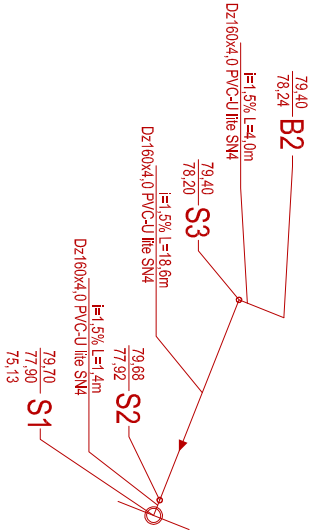 79,40
78,24
B2
i=1,5% L=4,0m
Dz160x4,0 PVC-U lite SN4
79,40
78,20
S3
i=1,5% L=18,6m
Dz160x4,0 PVC-U lite SN4
79,68
77,92
S2
i=1,5% L=1,4m
Dz160x4,0 PVC-U lite SN4
79,70
77,90
75,13
S1